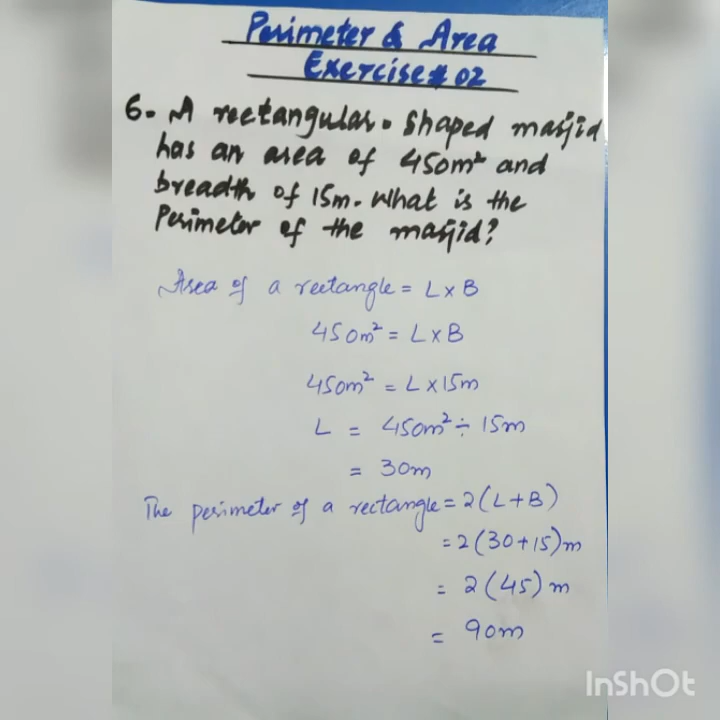 Perimeter & Area
Exercise # 02
6. A rectangular. shaped masjid
has an area of 450m² and
breadth of 15m. What is the
Perimeter of the masjid?
Area of a rectangle = L x B
450m² = L x B
450m² = L x 15m
L = 450m² ÷ 15m
= 30m
The perimeter of a rectangle = 2(L+B)
= 2(30+15)m
= 2(45)m
= 90m
InShOt